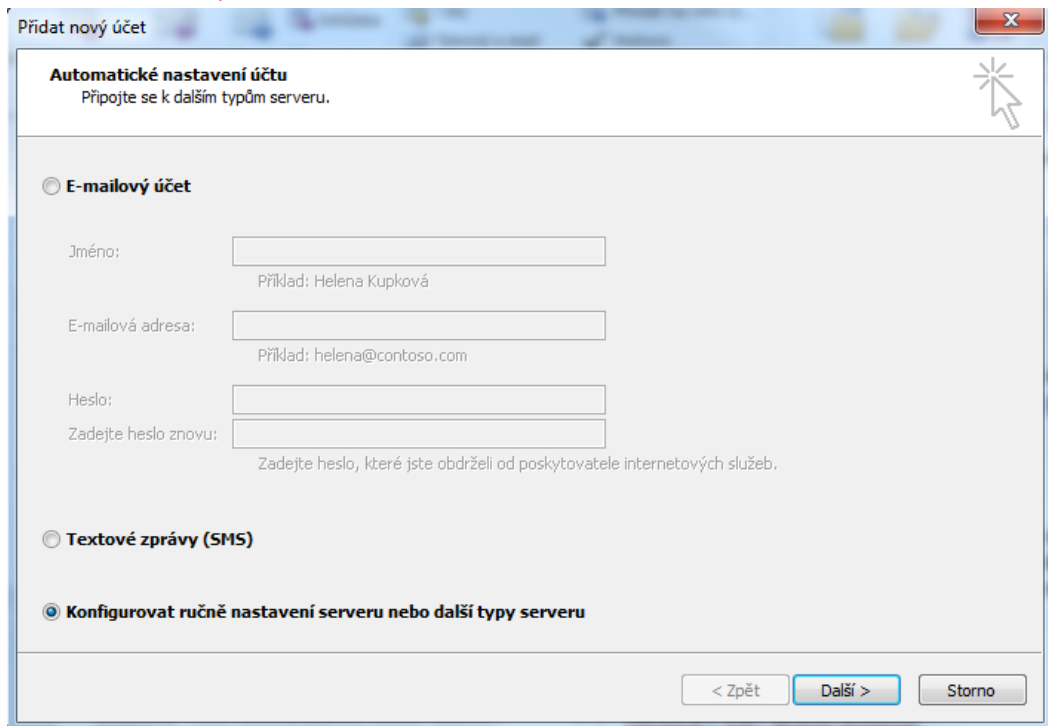 Přidat nový účet
Automatické nastavení účtu
Připojte se k dalším typům serveru.
E-mailový účet
Jméno:
Příklad: Helena Kupková
E-mailová adresa:
Příklad: helena@contoso.com
Heslo:
Zadejte heslo znovu:
Zadejte heslo, které jste obdrželi od poskytovatele internetových služeb.
Textové zprávy (SMS)
Konfigurovat ručně nastavení serveru nebo další typy serveru
< Zpět Další > Storno